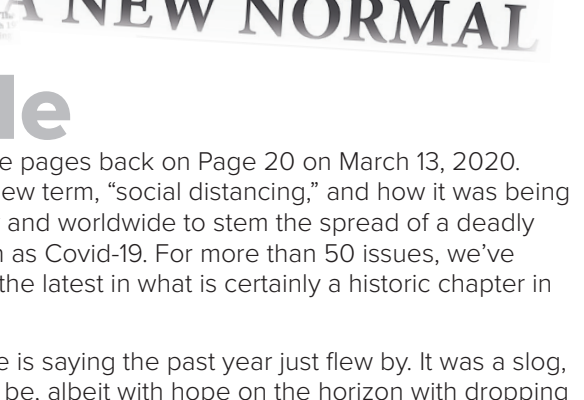 A NEW NORMAL
le
e pages back on Page 20 on March 13, 2020.
ew term, “social distancing,” and how it was being
and worldwide to stem the spread of a deadly
as Covid-19. For more than 50 issues, we’ve
the latest in what is certainly a historic chapter in
e is saying the past year just flew by. It was a slog,
be, albeit with hope on the horizon with dropping